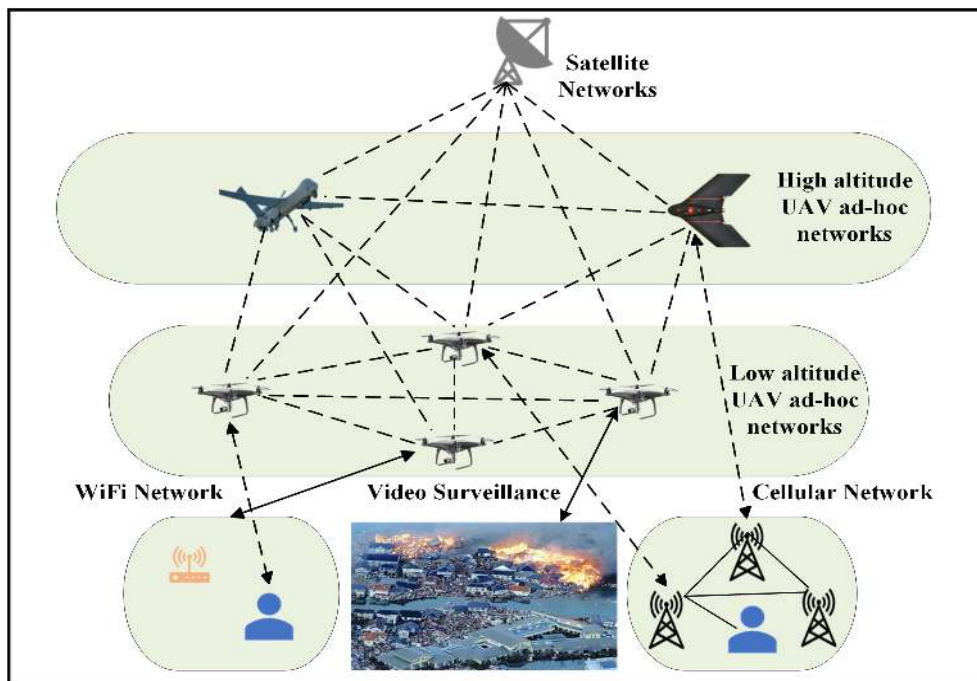 Satellite
Networks
High altitude
UAV ad-hoc
networks
Low altitude
UAV ad-hoc
networks
WiFi Network
Video Surveillance
Cellular Network